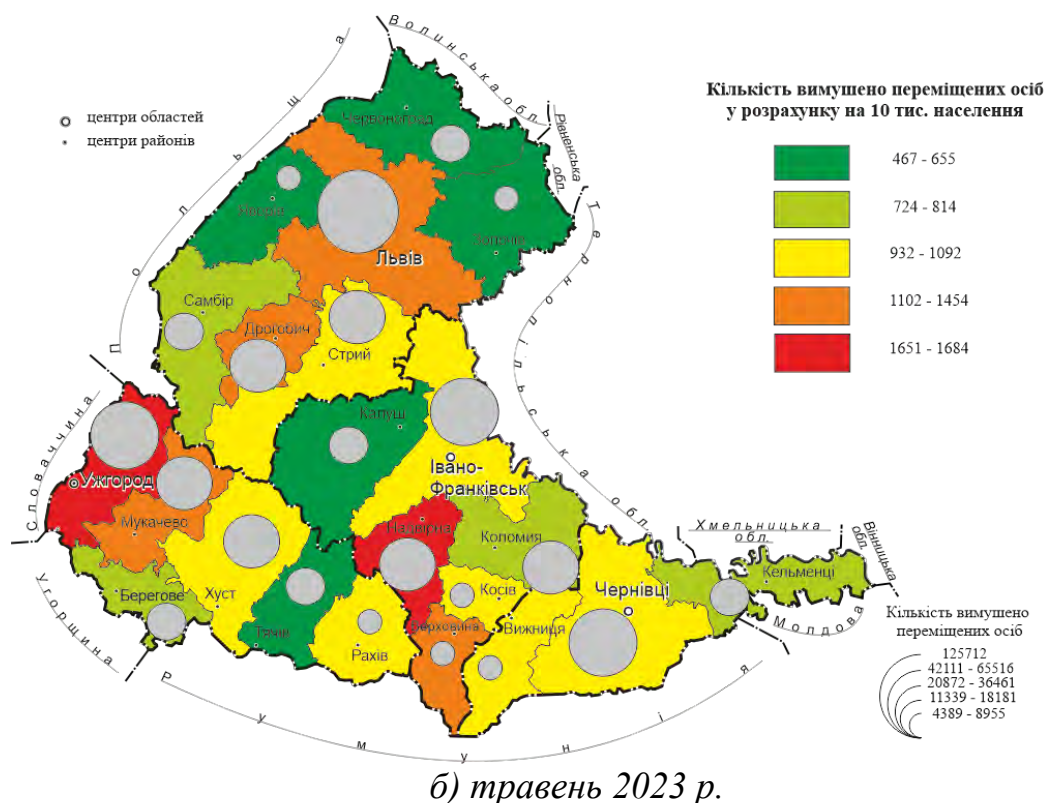 Волинська обл.
Рівненська
обл.
Польща
центри областей
центри районів
Кількість вимушено переміщених осіб
у розрахунку на 10 тис. населення
467 - 655
724 - 814
932 - 1092
1102 - 1454
1651 - 1684
Червоноград
Львів
Самбір
Дрогобич
Стрий
Тернопільська обл.
Словаччина
Калуш
Ужгород
Івано-
Франківськ
Мукачево
Надвірна
Коломия
Хмельницька
обл.
Вінницька
обл.
Кельменці
Молдова
Берегове
Хуст
Косів
Чернівці
Угорщина
Тячів
Рахів
Верховина
Вижниця
Румунія
Кількість вимушено
переміщених осіб
125712
42111 - 65516
20872 - 36461
11339 - 18181
4389 - 8955
б) травень 2023 р.